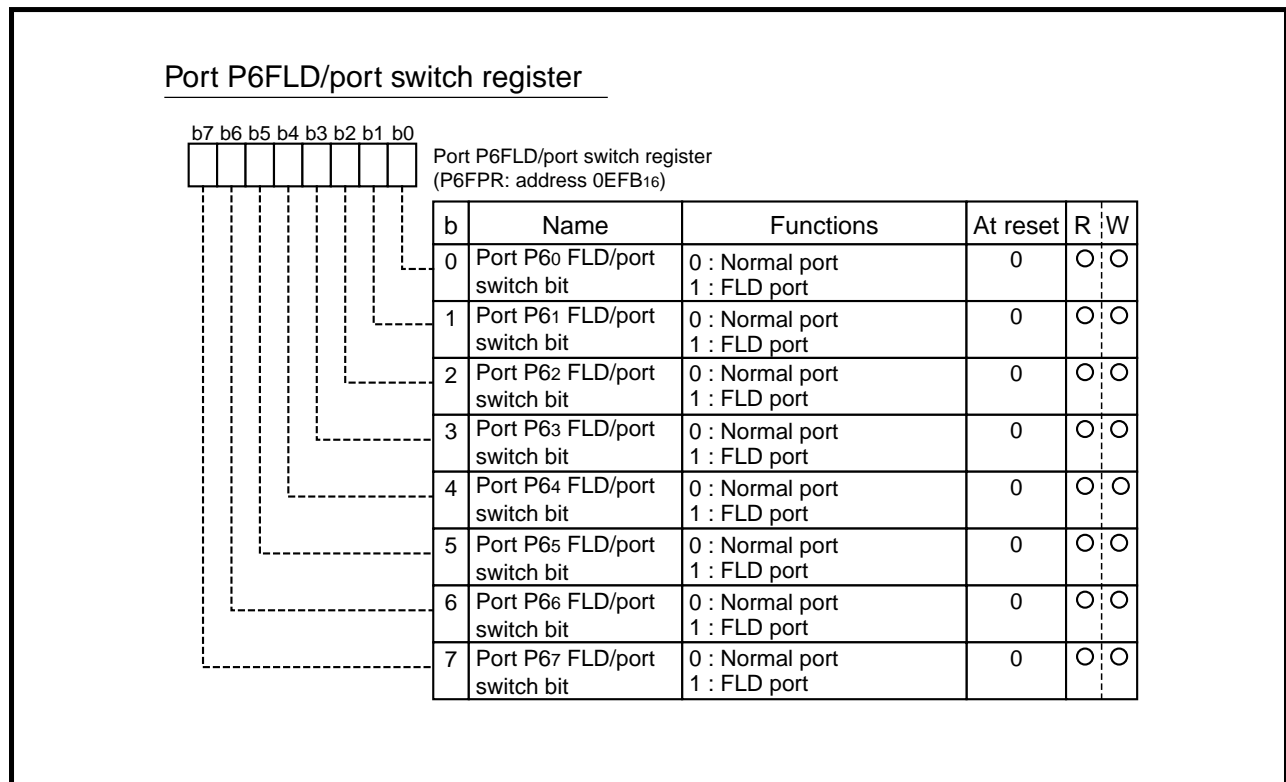 Port P6FLD/port switch register
b7 b6 b5 b4 b3 b2 b1 b0
Port P6FLD/port switch register
(P6FPR: address 0EFB16)
b Name Functions At reset R W
0 Port P60 FLD/port switch bit 0 : Normal port 0
1 : FLD port
1 Port P61 FLD/port switch bit 0 : Normal port 0
1 : FLD port
2 Port P62 FLD/port switch bit 0 : Normal port 0
1 : FLD port
3 Port P63 FLD/port switch bit 0 : Normal port 0
1 : FLD port
4 Port P64 FLD/port switch bit 0 : Normal port 0
1 : FLD port
5 Port P65 FLD/port switch bit 0 : Normal port 0
1 : FLD port
6 Port P66 FLD/port switch bit 0 : Normal port 0
1 : FLD port
7 Port P67 FLD/port switch bit 0 : Normal port 0
1 : FLD port